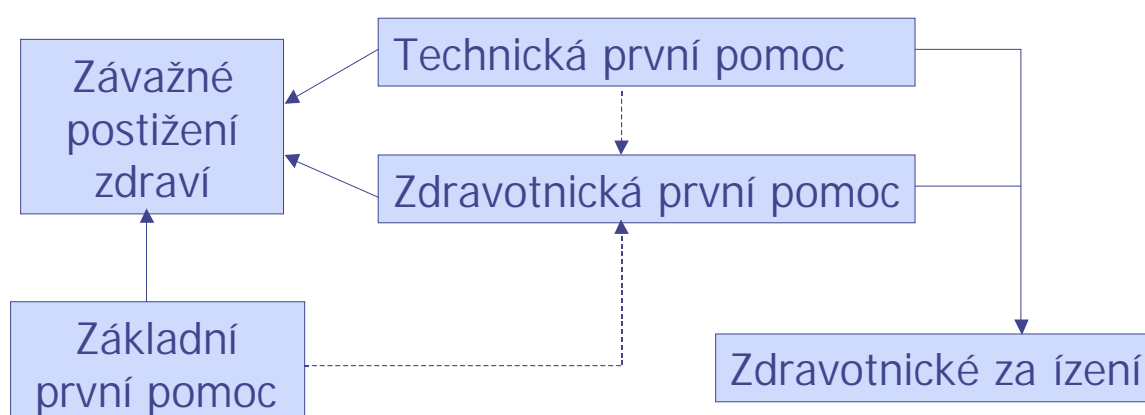 Závažné
postižení
zdraví
Technická první pomoc
Zdravotnická první pomoc
Základní
první pomoc
Zdravotnické za ízení